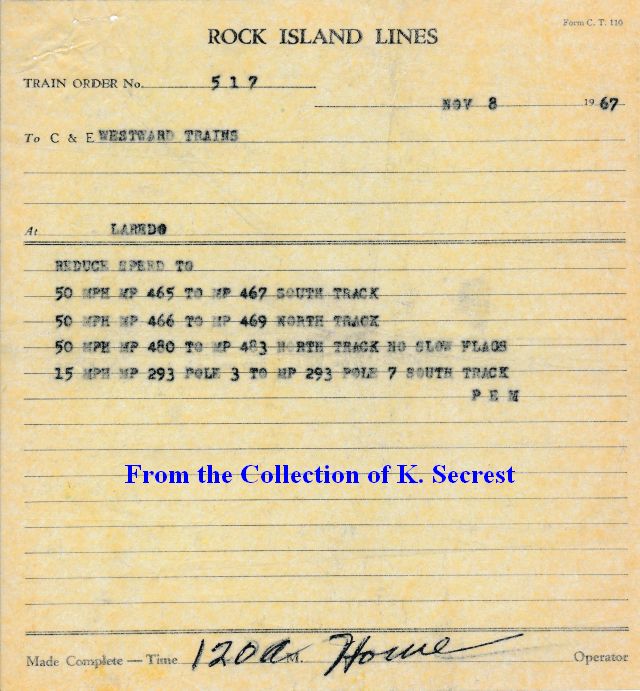 Form C. T. 110
ROCK ISLAND LINES
TRAIN ORDER No. 517
NOV 8 1967
To C & E WESTWARD TRAINS
At LAREDO
REDUCE SPEED TO
50 MPH MP 465 TO MP 467 SOUTH TRACK
50 MPH MP 466 TO MP 469 NORTH TRACK
50 MPH MP 480 TO MP 483 NORTH TRACK NO SLOW FLAGS
15 MPH MP 293 POLE 3 TO MP 293 POLE 7 SOUTH TRACK
P E M
From the Collection of K. Secrest
Made Complete — Time 120a M. Howe Operator